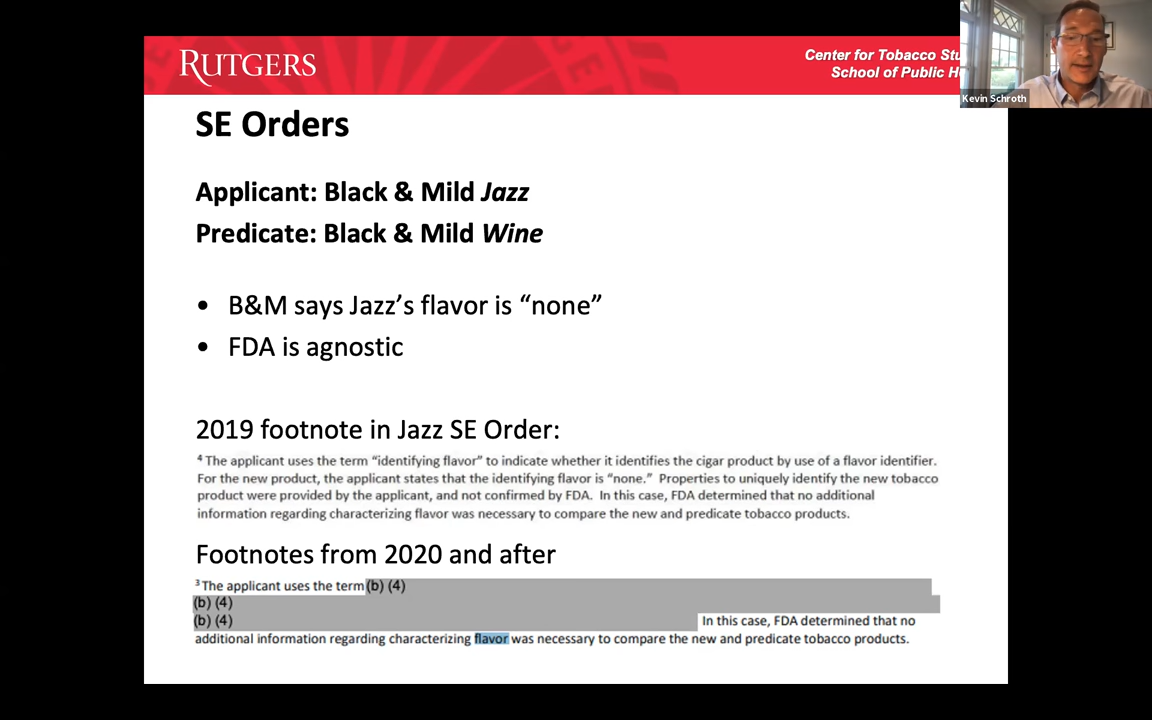 RUTGERS
Center for Tobacco Stu
School of Public H
Kevin Schroth
SE Orders
Applicant: Black & Mild Jazz
Predicate: Black & Mild Wine
• B&M says Jazz’s flavor is “none”
• FDA is agnostic
2019 footnote in Jazz SE Order:
4 The applicant uses the term “identifying flavor” to indicate whether it identifies the cigar product by use of a flavor identifier.
For the new product, the applicant states that the identifying flavor is “none.” Properties to uniquely identify the new tobacco
product were provided by the applicant, and not confirmed by FDA. In this case, FDA determined that no additional
information regarding characterizing flavor was necessary to compare the new and predicate tobacco products.
Footnotes from 2020 and after
3 The applicant uses the term (b) (4)
(b) (4)
(b) (4) In this case, FDA determined that no
additional information regarding characterizing flavor was necessary to compare the new and predicate tobacco products.